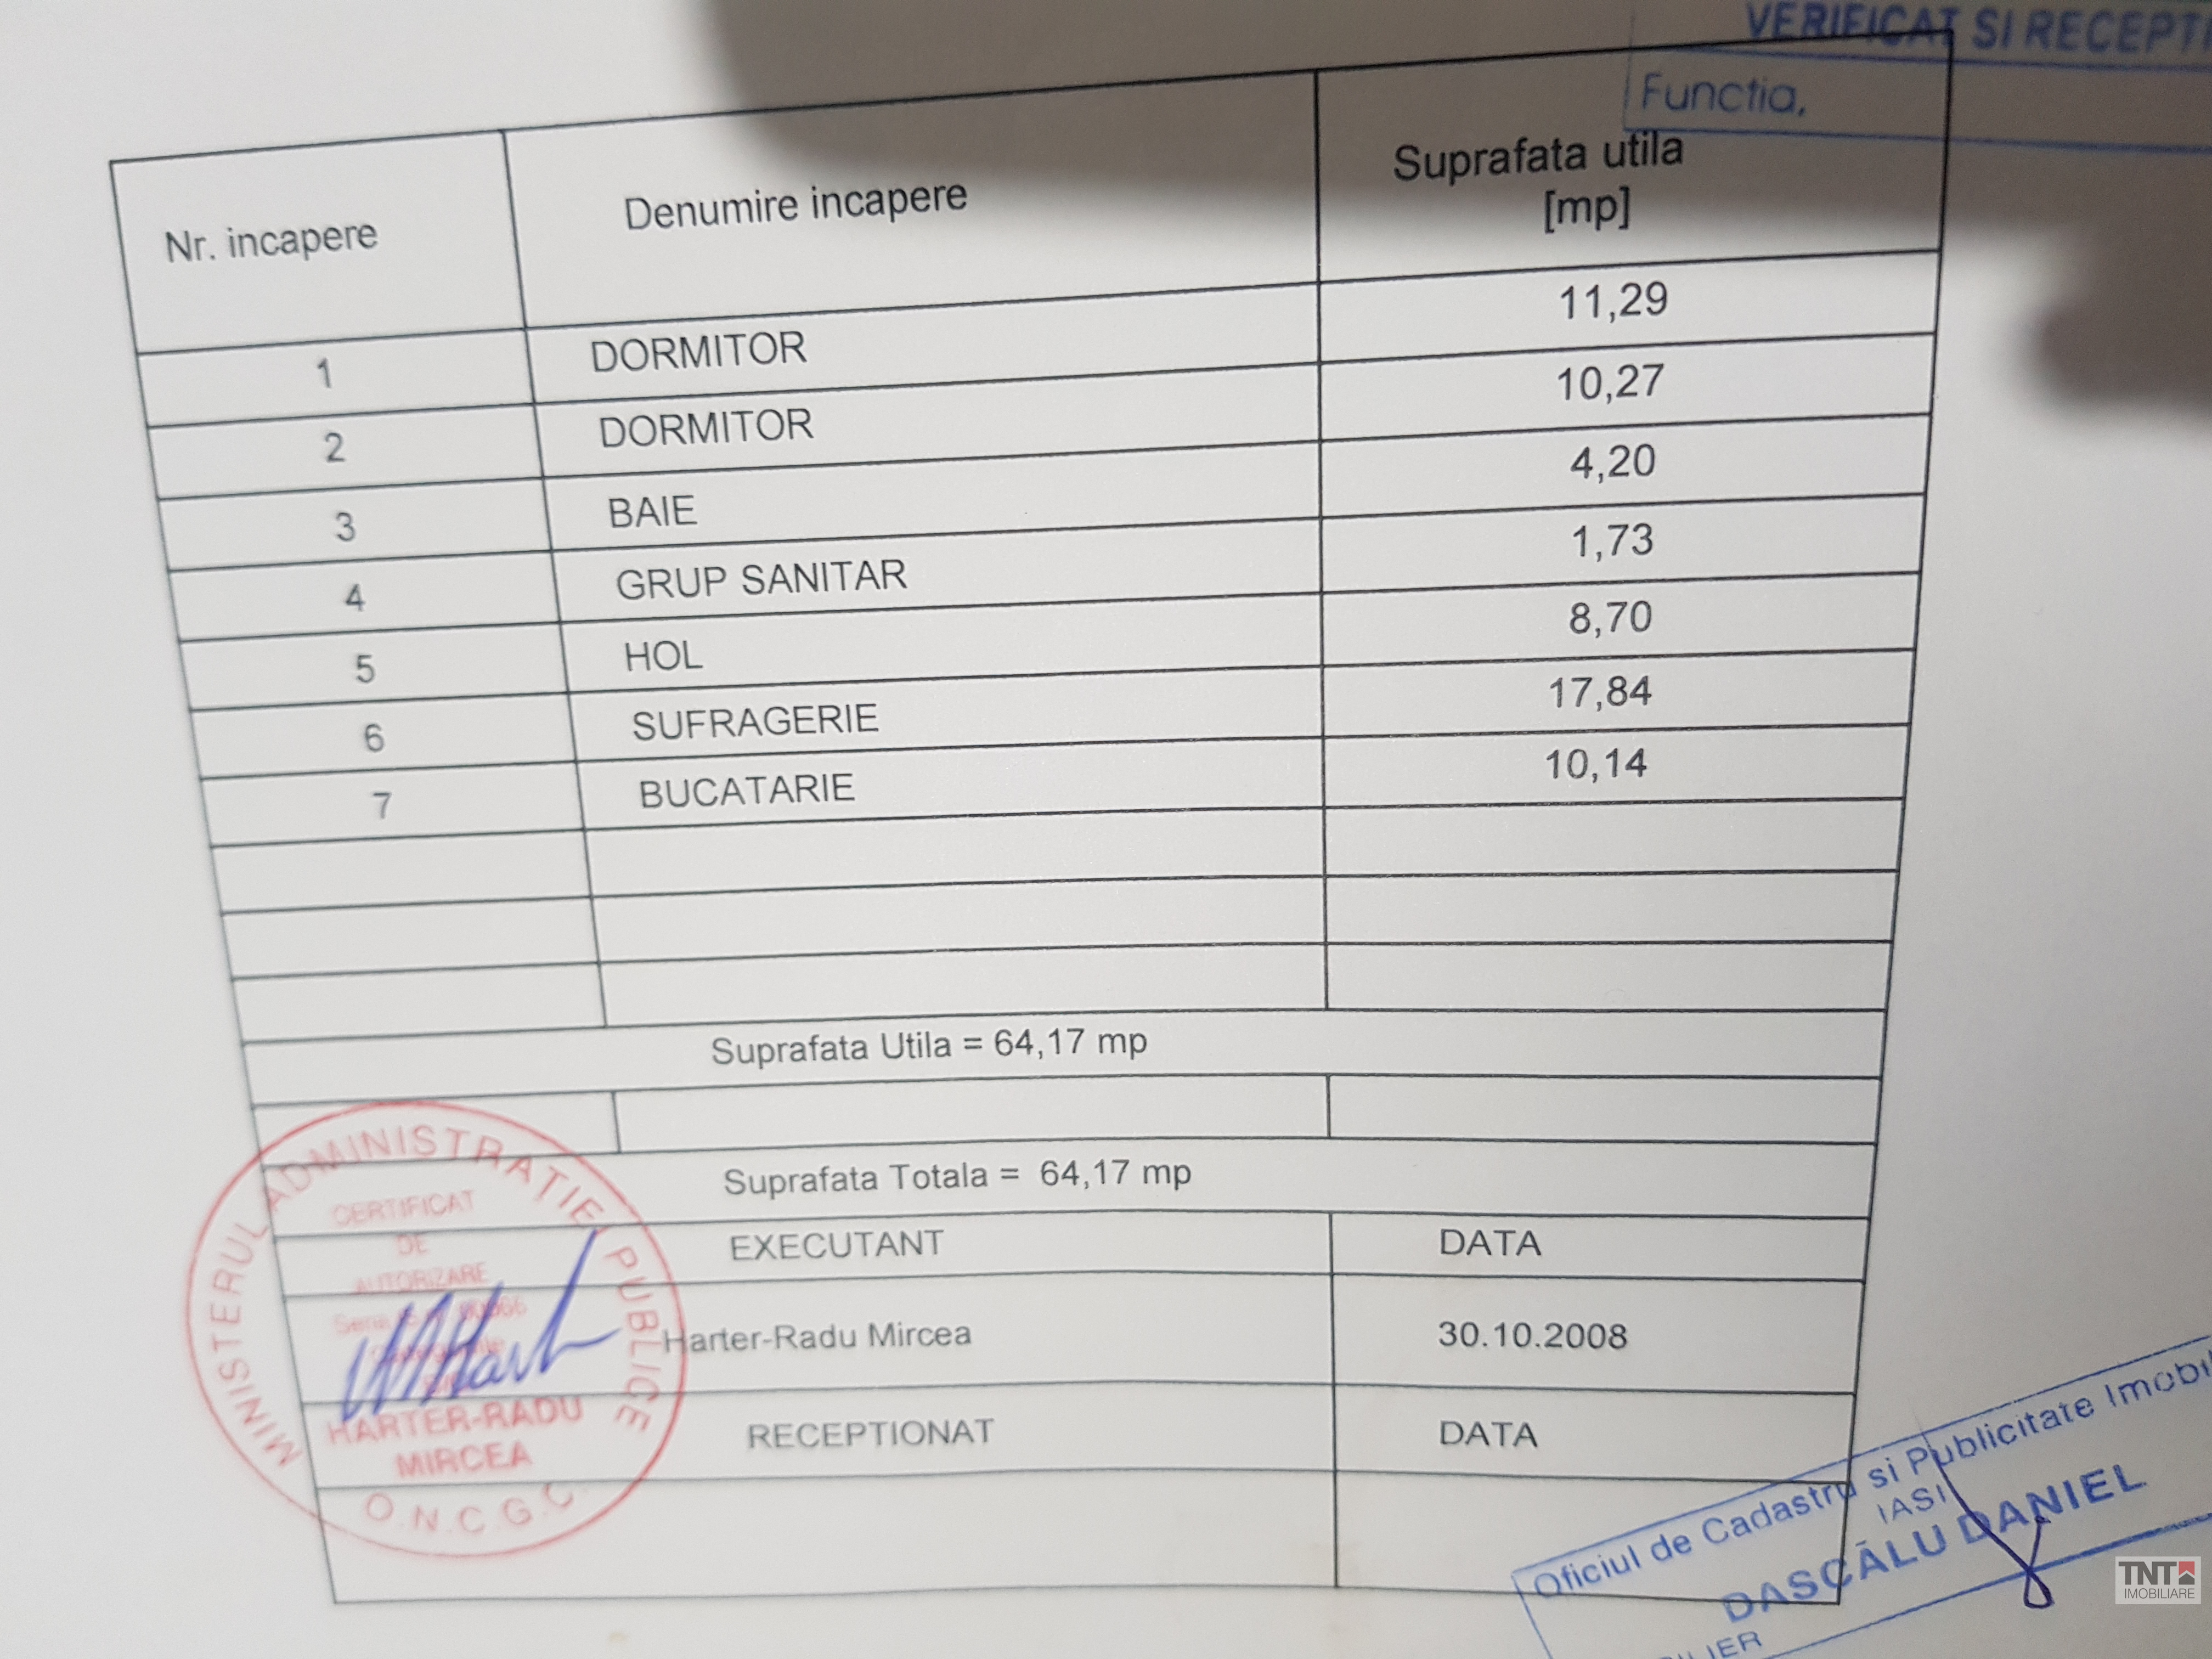 VERIFICAT SI RECEPTI
Functia,
Nr. incapere Denumire incapere Suprafata utila
[mp]
1 DORMITOR 11,29
2 DORMITOR 10,27
3 BAIE 4,20
4 GRUP SANITAR 1,73
5 HOL 8,70
6 SUFRAGERIE 17,84
7 BUCATARIE 10,14
Suprafata Utila = 64,17 mp
Suprafata Totala = 64,17 mp
EXECUTANT DATA
Harter-Radu Mircea 30.10.2008
RECEPTIONAT DATA
MINISTERUL ADMINISTRATIEI PUBLICE
CERTIFICAT
DE
AUTORIZARE
Seria
HARTER-RADU
MIRCEA
O.N.C.G.C.
Oficiul de Cadastru si Publicitate Imobil
IASI
DASCĂLU DANIEL
ILIER
TNT
IMOBILIARE